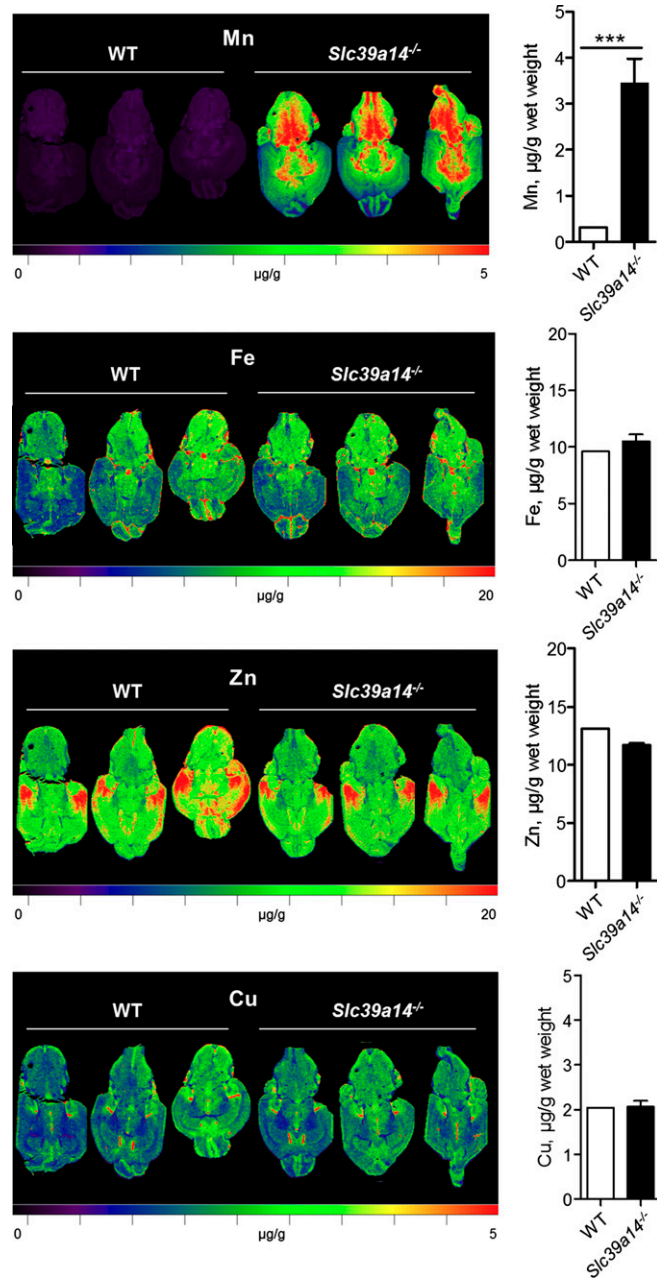 Mn
WT Slc39a14-/-
0 µg/g 5
Mn, µg/g wet weight
5
4
3
2
1
0
***
WT
Slc39a14-/-
Fe
WT Slc39a14-/-
0 µg/g 20
Fe, µg/g wet weight
20
15
10
5
0
WT
Slc39a14-/-
Zn
WT Slc39a14-/-
0 µg/g 20
Zn, µg/g wet weight
20
15
10
5
0
WT
Slc39a14-/-
Cu
WT Slc39a14-/-
0 µg/g 5
Cu, µg/g wet weight
5
4
3
2
1
0
WT
Slc39a14-/-